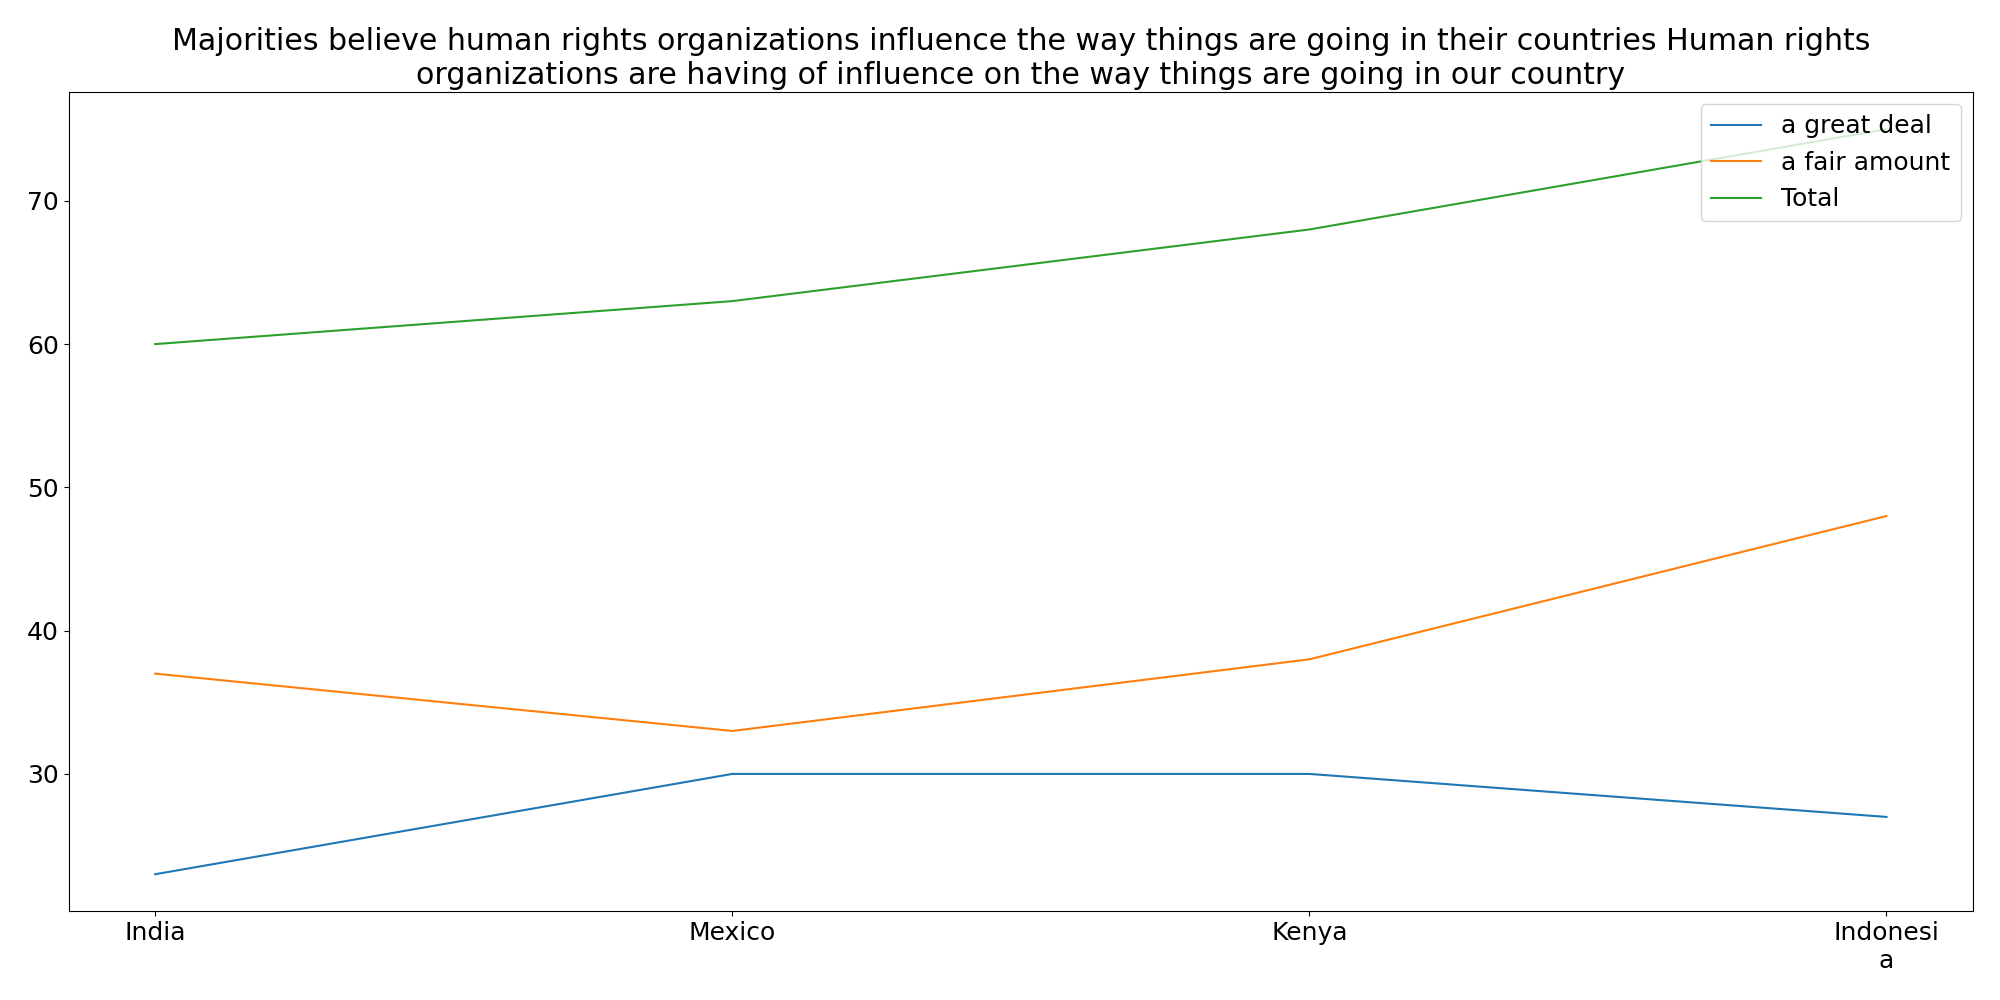 Majorities believe human rights organizations influence the way things are going in their countries Human rights
organizations are having of influence on the way things are going in our country
a great deal
a fair amount
Total
70
60
50
40
30
India
Mexico
Kenya
Indonesi
a